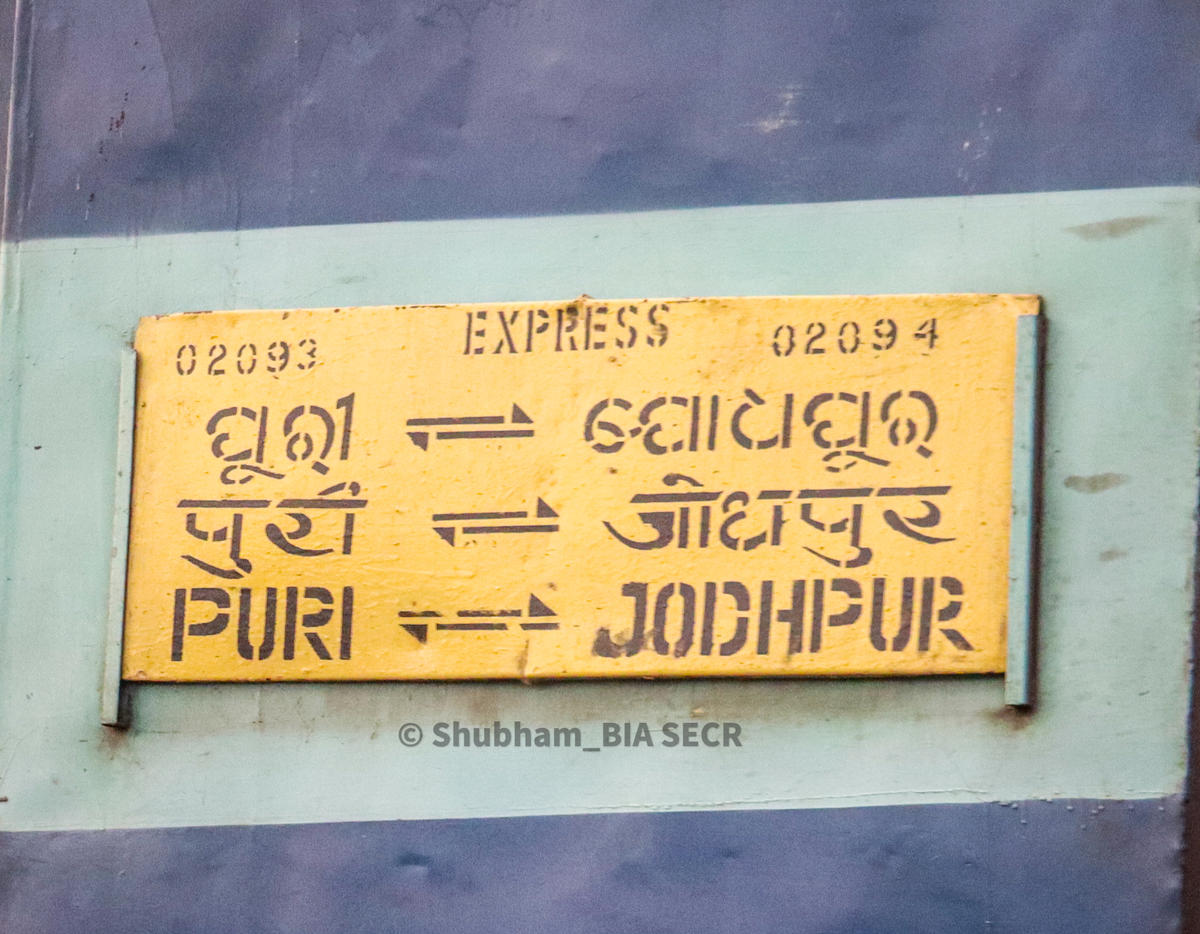 02093 EXPRESS 02094
ପୁରୀ ⇌ ଯୋଧପୁର
पुरी ⇌ जोधपुर
PURI ⇌ JODHPUR
© Shubham_BIA SECR